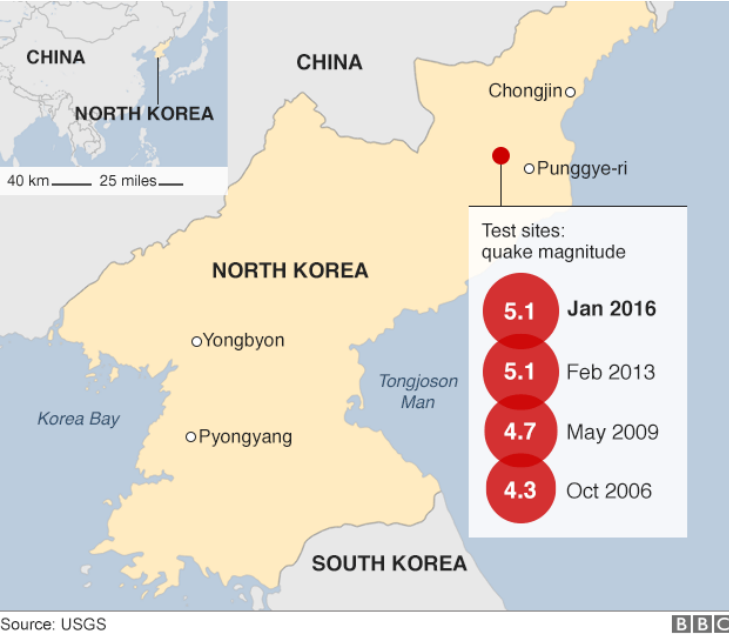 CHINA
NORTH KOREA
40 km
25 miles
CHINA
Chongjin
Punggye-ri
Test sites:
quake magnitude
5.1 Jan 2016
5.1 Feb 2013
4.7 May 2009
4.3 Oct 2006
NORTH KOREA
Yongbyon
Tongjoson
Man
Korea Bay
Pyongyang
SOUTH KOREA
Source: USGS
BBC